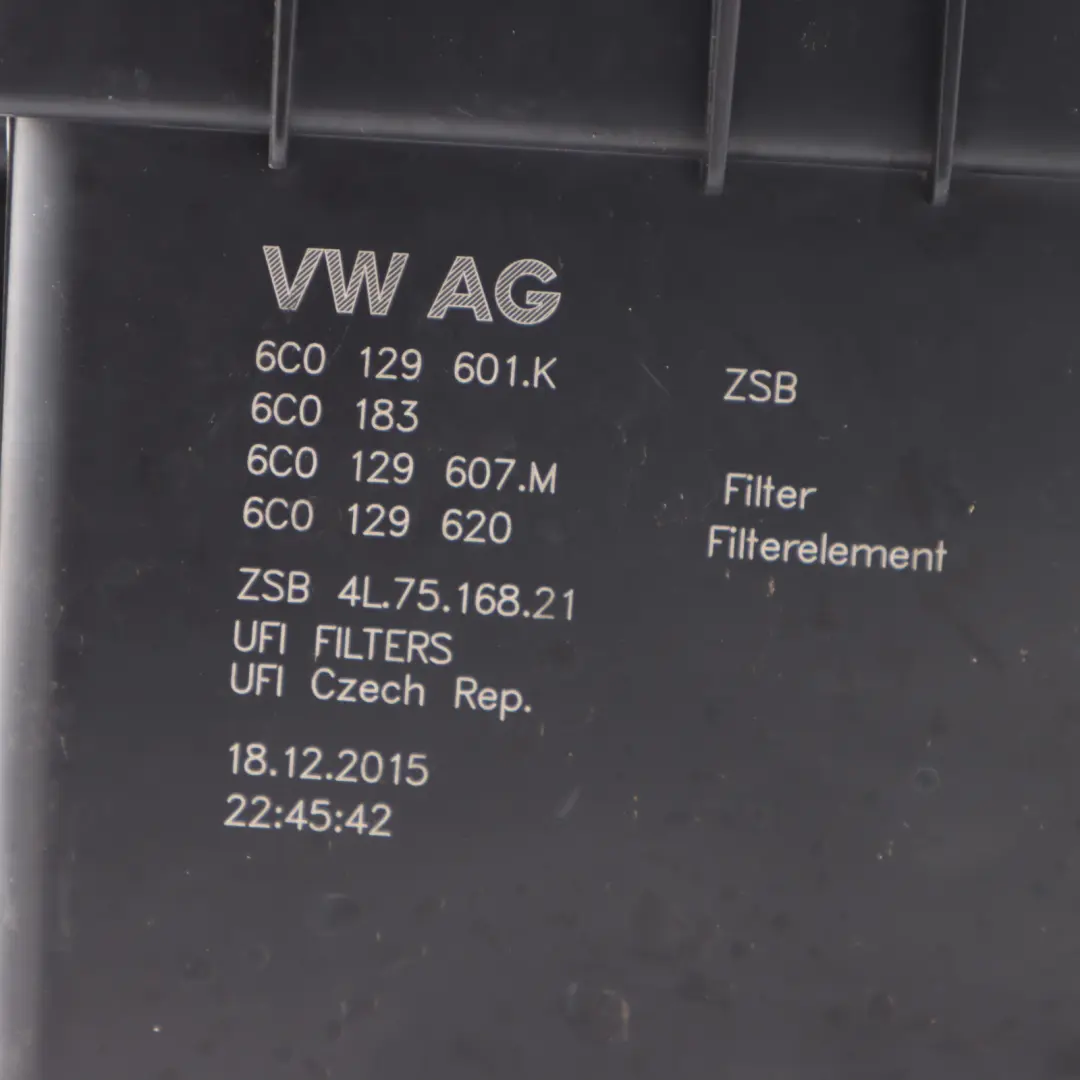 VW AG
6C0 129 601.K ZSB
6C0 183
6C0 129 607.M Filter
6C0 129 620 Filterelement
ZSB 4L.75.168.21
UFI FILTERS
UFI Czech Rep.
18.12.2015
22:45:42